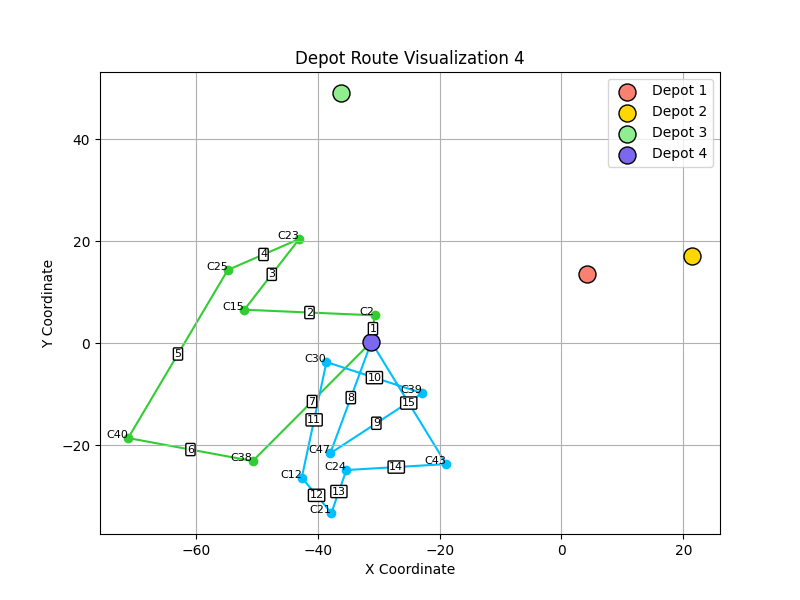 Depot Route Visualization 4
Depot 1
Depot 2
Depot 3
Depot 4
Y Coordinate
40
20
0
−20
C23
4
C25
3
C15
2
C2
1
5
C30
10
C39
7
8
15
11
9
C40
6
C38
C47
C24
14
C43
C12
12
13
C21
−60
−40
−20
0
20
X Coordinate